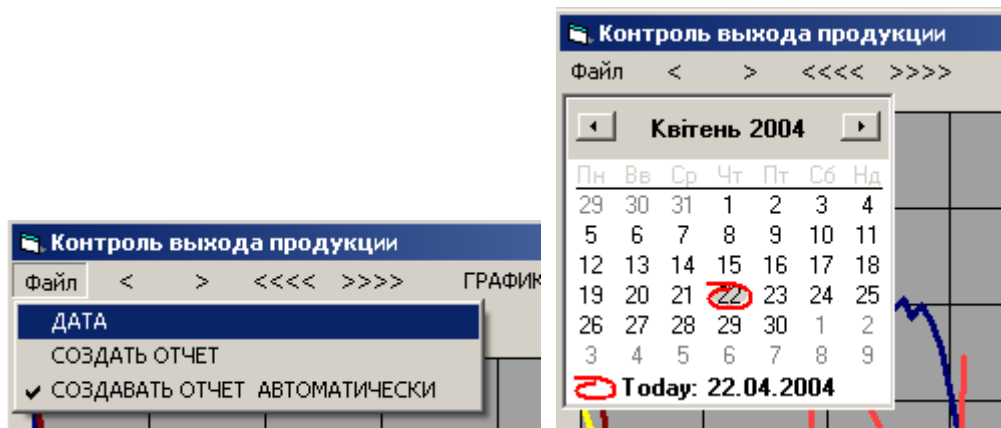 Контроль выхода продукции
Файл < > <<<< >>>> ГРАФИК
ДАТА
СОЗДАТЬ ОТЧЕТ
СОЗДАВАТЬ ОТЧЕТ АВТОМАТИЧЕСКИ
Контроль выхода продукции
Файл < > <<<< >>>>
Квітень 2004
Пн Вв Ср Чт Пт Сб Нд
29 30 31 1 2 3 4
5 6 7 8 9 10 11
12 13 14 15 16 17 18
19 20 21 22 23 24 25
26 27 28 29 30 1 2
3 4 5 6 7 8 9
Today: 22.04.2004